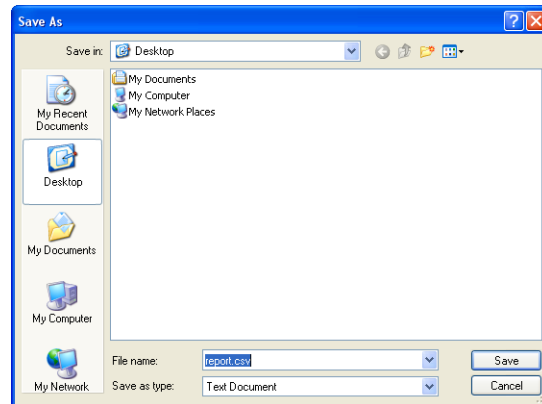 Save As
Save in:
Desktop
My Recent
Documents
Desktop
My Documents
My Computer
My Network
My Documents
My Computer
My Network Places
File name:
report.csv
Save
Save as type:
Text Document
Cancel